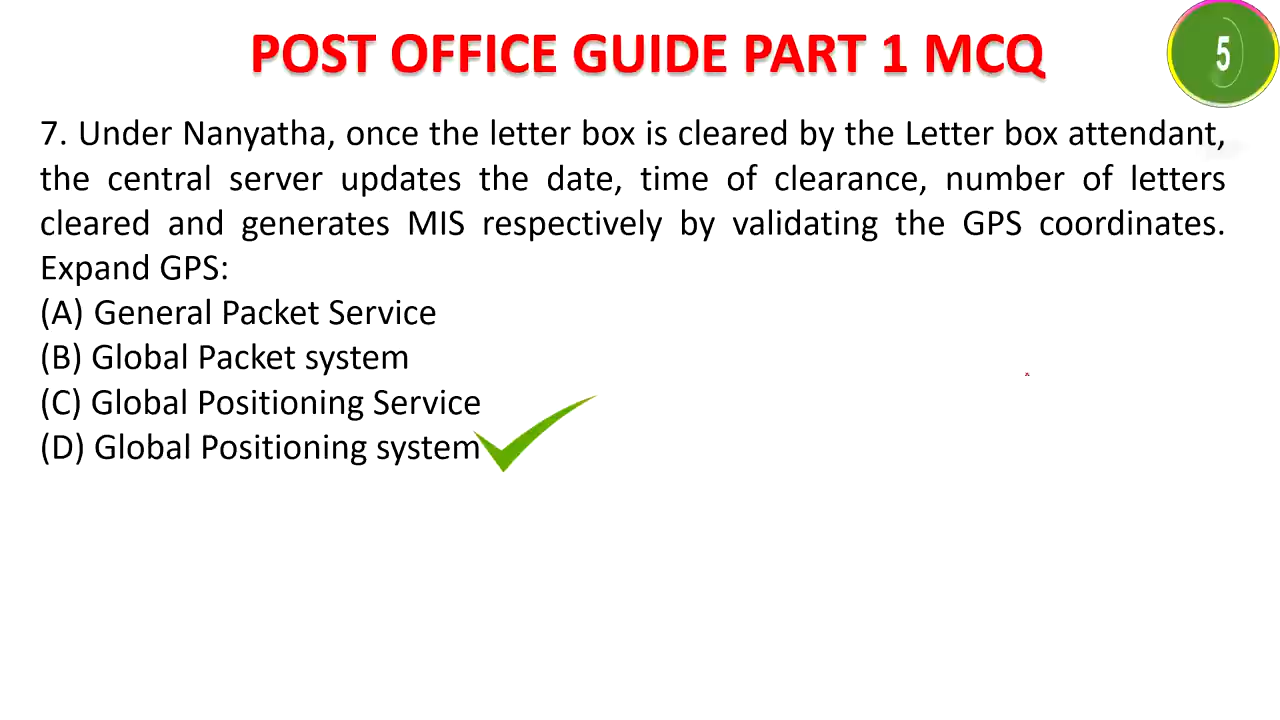 POST OFFICE GUIDE PART 1 MCQ
5
7. Under Nanyatha, once the letter box is cleared by the Letter box attendant,
the central server updates the date, time of clearance, number of letters
cleared and generates MIS respectively by validating the GPS coordinates.
Expand GPS:
(A) General Packet Service
(B) Global Packet system
(C) Global Positioning Service
(D) Global Positioning system